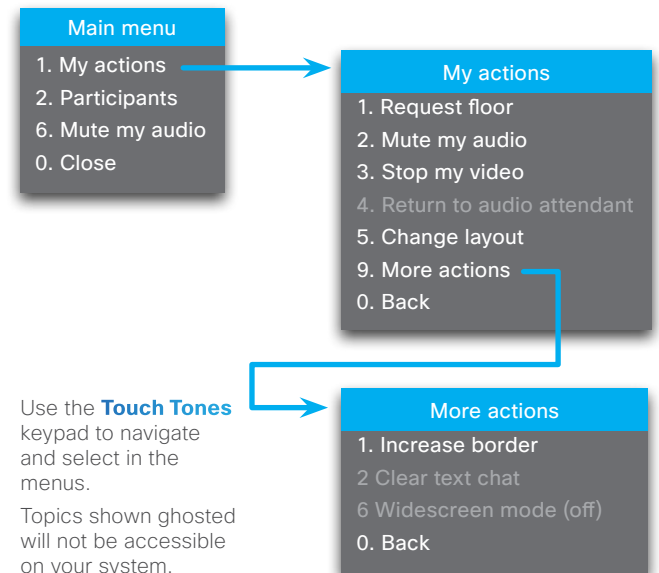 Main menu
1. My actions
2. Participants
6. Mute my audio
0. Close
My actions
1. Request floor
2. Mute my audio
3. Stop my video
4. Return to audio attendant
5. Change layout
9. More actions
0. Back
Use the Touch Tones
keypad to navigate
and select in the
menus.
Topics shown ghosted
will not be accessible
on your system.
More actions
1. Increase border
2 Clear text chat
6 Widescreen mode (off)
0. Back